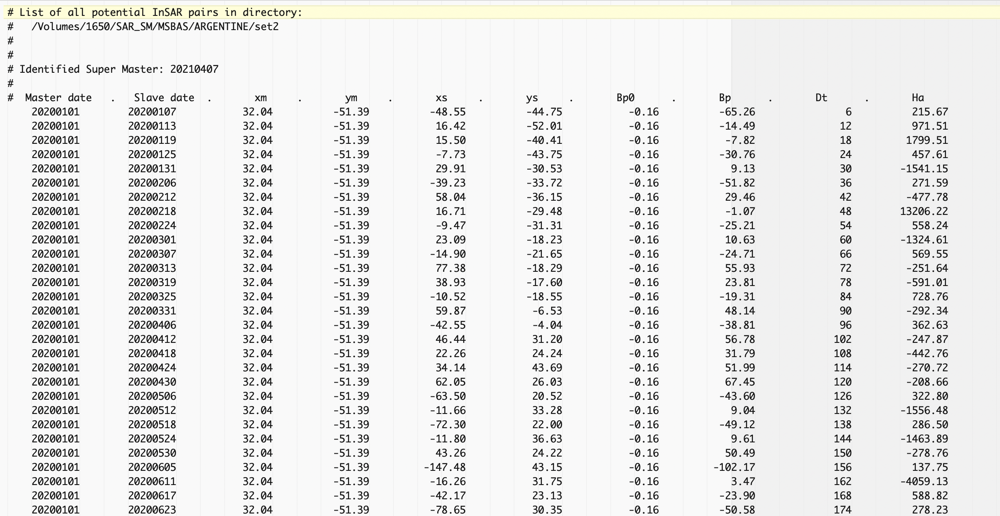 # List of all potential InSAR pairs in directory:
#   /Volumes/1650/SAR_SM/MSBAS/ARGENTINE/set2
#
#
# Identified Super Master: 20210407
#
#  Master date   .   Slave date  .       xm     .       ym     .       xs     .       ys     .       Bp0      .       Bp      .       Dt      .       Ha
20200101 20200107 32.04 -51.39 -48.55 -44.75 -0.16 -65.26 6 215.67
20200101 20200113 32.04 -51.39 16.42 -52.01 -0.16 -14.49 12 971.51
20200101 20200119 32.04 -51.39 15.50 -40.41 -0.16 -7.82 18 1799.51
20200101 20200125 32.04 -51.39 -7.73 -43.75 -0.16 -30.76 24 457.61
20200101 20200131 32.04 -51.39 29.91 -30.53 -0.16 9.13 30 -1541.15
20200101 20200206 32.04 -51.39 -39.23 -33.72 -0.16 -51.82 36 271.59
20200101 20200212 32.04 -51.39 58.04 -36.15 -0.16 29.46 42 -477.78
20200101 20200218 32.04 -51.39 16.71 -29.48 -0.16 -1.07 48 13206.22
20200101 20200224 32.04 -51.39 -9.47 -31.31 -0.16 -25.21 54 558.24
20200101 20200301 32.04 -51.39 23.09 -18.23 -0.16 10.63 60 -1324.61
20200101 20200307 32.04 -51.39 -14.90 -21.65 -0.16 -24.71 66 569.55
20200101 20200313 32.04 -51.39 77.38 -18.29 -0.16 55.93 72 -251.64
20200101 20200319 32.04 -51.39 38.93 -17.60 -0.16 23.81 78 -591.01
20200101 20200325 32.04 -51.39 -10.52 -18.55 -0.16 -19.31 84 728.76
20200101 20200331 32.04 -51.39 59.87 -6.53 -0.16 48.14 90 -292.34
20200101 20200406 32.04 -51.39 -42.55 -4.04 -0.16 -38.81 96 362.63
20200101 20200412 32.04 -51.39 46.44 31.20 -0.16 56.78 102 -247.87
20200101 20200418 32.04 -51.39 22.26 24.24 -0.16 31.79 108 -442.76
20200101 20200424 32.04 -51.39 34.14 43.69 -0.16 51.99 114 -270.72
20200101 20200430 32.04 -51.39 62.05 26.03 -0.16 67.45 120 -208.66
20200101 20200506 32.04 -51.39 -63.50 20.52 -0.16 -43.60 126 322.80
20200101 20200512 32.04 -51.39 -11.66 33.28 -0.16 9.04 132 -1556.48
20200101 20200518 32.04 -51.39 -72.30 22.00 -0.16 -49.12 138 286.50
20200101 20200524 32.04 -51.39 -11.80 36.63 -0.16 9.61 144 -1463.89
20200101 20200530 32.04 -51.39 43.26 24.22 -0.16 50.49 150 -278.76
20200101 20200605 32.04 -51.39 -147.48 43.15 -0.16 -102.17 156 137.75
20200101 20200611 32.04 -51.39 -16.26 31.75 -0.16 3.47 162 -4059.13
20200101 20200617 32.04 -51.39 -42.17 23.13 -0.16 -23.90 168 588.82
20200101 20200623 32.04 -51.39 -78.65 30.35 -0.16 -50.58 174 278.23